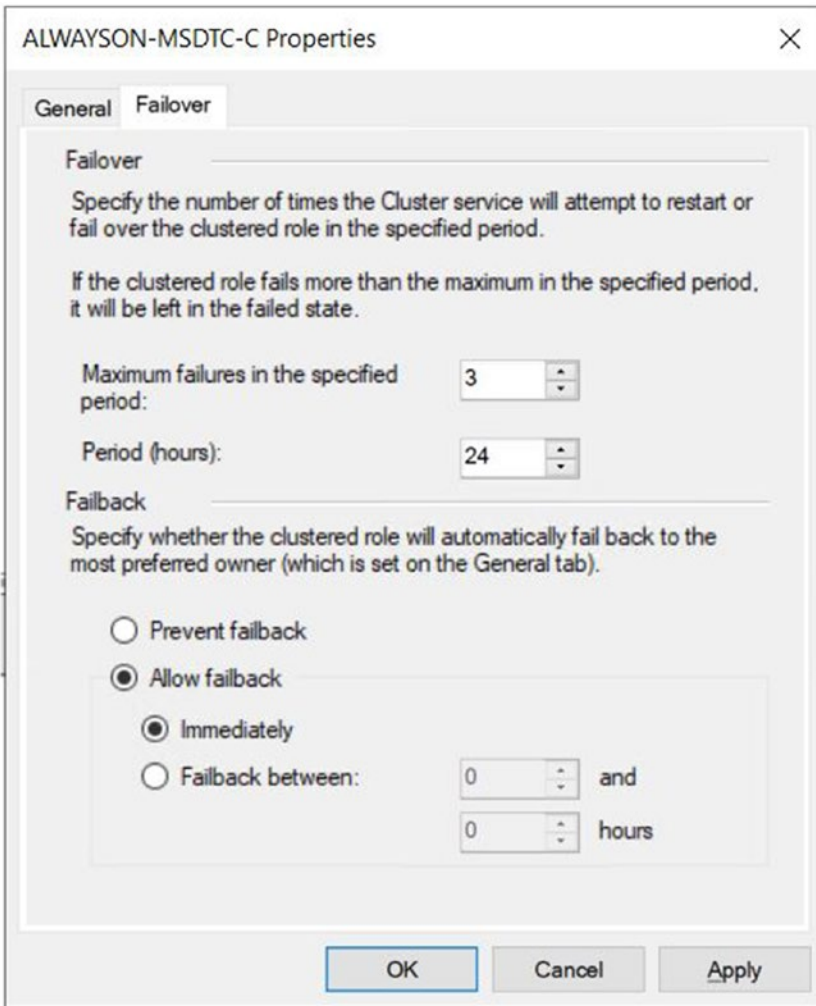 ALWAYSON-MSDTC-C Properties
General Failover
Failover
Specify the number of times the Cluster service will attempt to restart or
fail over the clustered role in the specified period.
If the clustered role fails more than the maximum in the specified period,
it will be left in the failed state.
Maximum failures in the specified
period:
3
Period (hours):
24
Failback
Specify whether the clustered role will automatically fail back to the
most preferred owner (which is set on the General tab).
Prevent failback
Allow failback
Immediately
Failback between: 0 and
0 hours
OK Cancel Apply